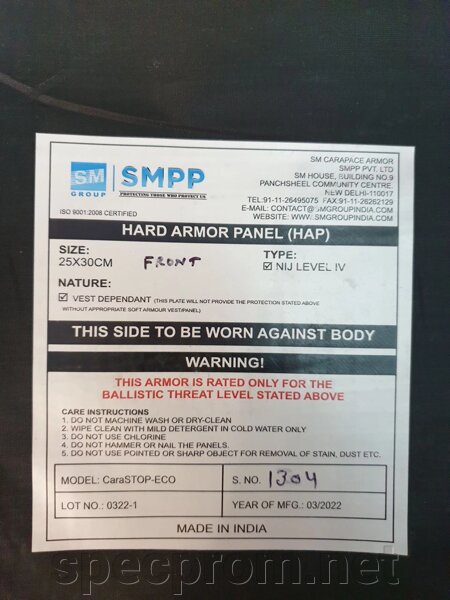 SM CARAPACE ARMOR
SMPP PVT. LTD
SM HOUSE, BUILDING NO.9
PANCHSHEEL COMMUNITY CENTRE,
NEW DELHI-110017
TEL:91-11-26495075 FAX:91-11-26262129
E-MAIL: CONTACT@SMGROUPINDIA.COM
WEBSITE: WWW.SMGROUPINDIA.COM
SM
GROUP
SMPP
PROTECTING THOSE WHO PROTECT US
ISO 9001:2008 CERTIFIED
HARD ARMOR PANEL (HAP)
SIZE:
25X30CM
FRONT
TYPE:
☑ NIJ LEVEL IV
NATURE:
☑ VEST DEPENDANT (THIS PLATE WILL NOT PROVIDE THE PROTECTION STATED ABOVE
WITHOUT APPROPRIATE SOFT ARMOUR VEST/PANEL)
THIS SIDE TO BE WORN AGAINST BODY
WARNING!
THIS ARMOR IS RATED ONLY FOR THE
BALLISTIC THREAT LEVEL STATED ABOVE
CARE INSTRUCTIONS
1. DO NOT MACHINE WASH OR DRY-CLEAN
2. WIPE CLEAN WITH MILD DETERGENT IN COLD WATER ONLY
3. DO NOT USE CHLORINE
4. DO NOT HAMMER OR NAIL THE PANELS.
5. DO NOT USE POINTED OR SHARP OBJECT FOR REMOVAL OF STAIN, DUST ETC.
MODEL: CaraSTOP-ECO
S. NO. 1304
LOT NO.: 0322-1
YEAR OF MFG.: 03/2022
MADE IN INDIA
specprom.net